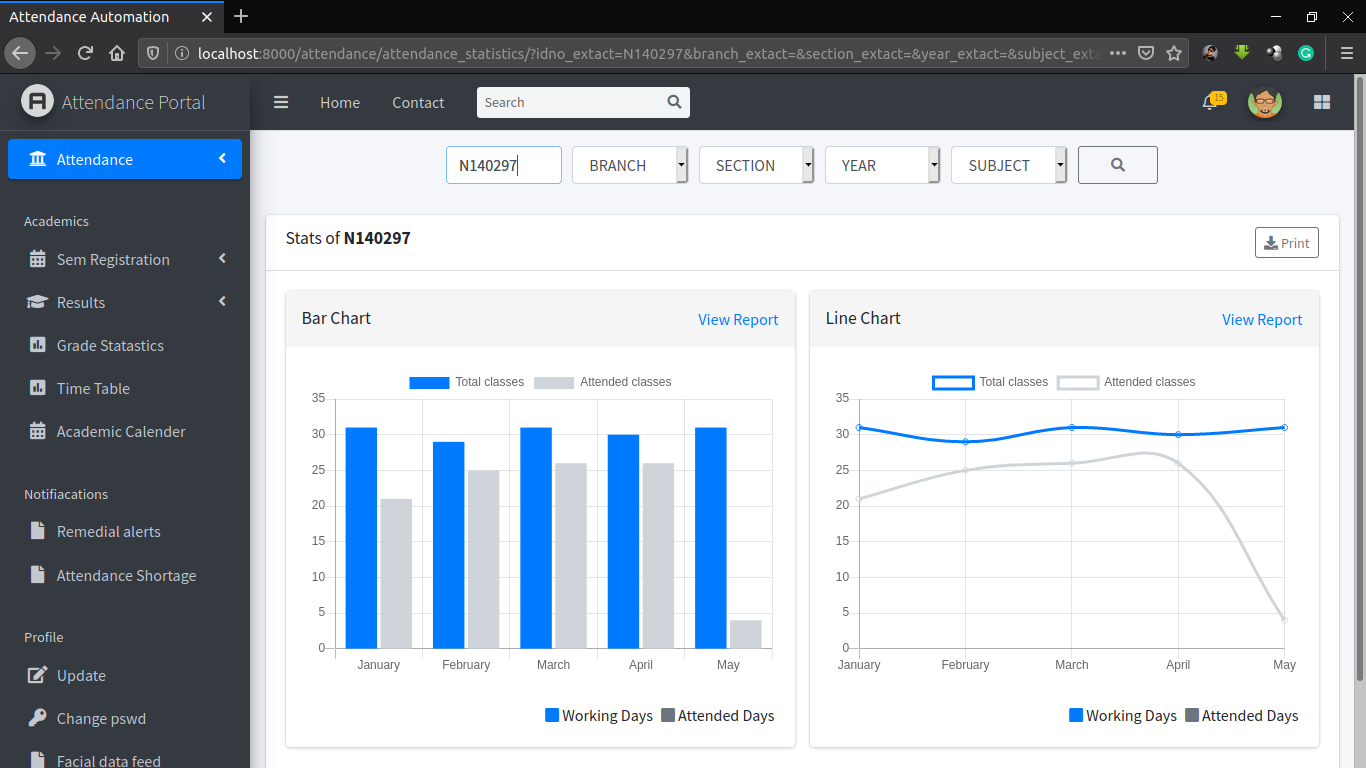 Attendance Automation
localhost:8000/attendance/attendance_statistics/?idno_extact=N140297&branch_extact=&section_extact=&year_extact=&subject_exta
Attendance Portal
Home
Contact
Search
15
Attendance
Academics
Sem Registration
Results
Grade Statastics
Time Table
Academic Calender
Notifiacations
Remedial alerts
Attendance Shortage
Profile
Update
Change pswd
Facial data feed
N140297
BRANCH
SECTION
YEAR
SUBJECT
Stats of N140297
Print
Bar Chart
View Report
Total classes
Attended classes
35
30
25
20
15
10
5
0
January
February
March
April
May
Working Days
Attended Days
Line Chart
View Report
Total classes
Attended classes
35
30
25
20
15
10
5
0
January
February
March
April
May
Working Days
Attended Days